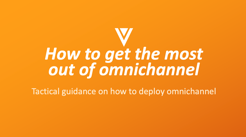 How to get the most
out of omnichannel
Tactical guidance on how to deploy omnichannel